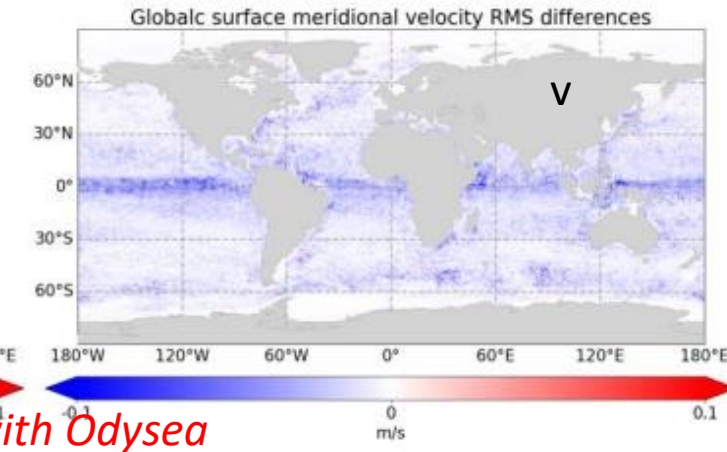 Globalc surface meridional velocity RMS differences
V
60°N
30°N
0°
30°S
60°S
°E 180°W 120°W 60°W 0° 60°E 120°E 180°E
-0.1 0 0.1
m/s
with Odysea